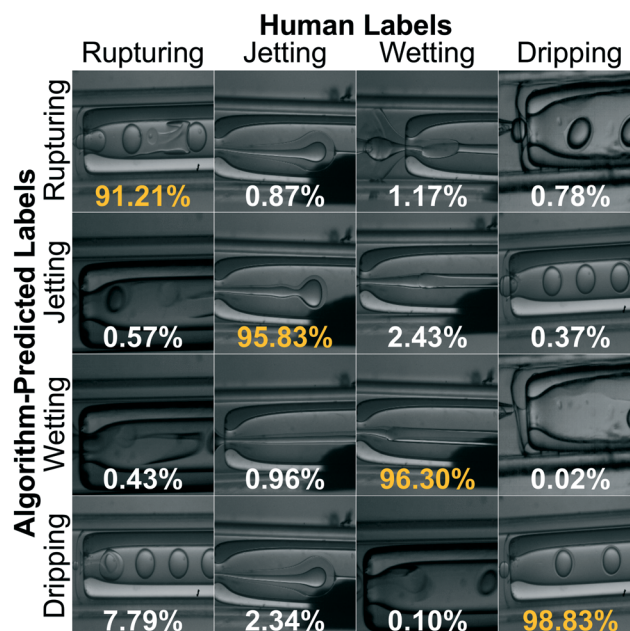 Human Labels
Rupturing Jetting Wetting Dripping
Algorithm-Predicted Labels
Rupturing
91.21% 0.87% 1.17% 0.78%
Jetting
0.57% 95.83% 2.43% 0.37%
Wetting
0.43% 0.96% 96.30% 0.02%
Dripping
7.79% 2.34% 0.10% 98.83%